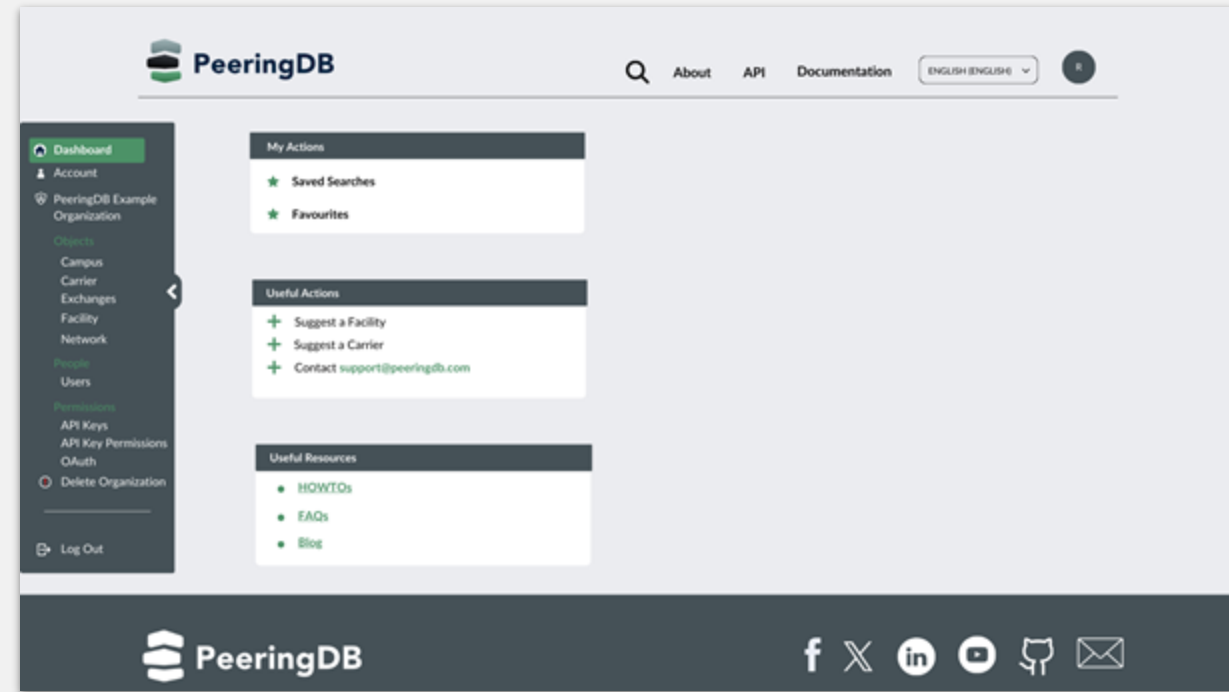 PeeringDB
About API Documentation ENGLISH (ENGLISH) R
Dashboard
Account
PeeringDB Example
Organization
Objects
Campus
Carrier
Exchanges
Facility
Network
People
Users
Permissions
API Keys
API Key Permissions
OAuth
Delete Organization
Log Out
My Actions
Saved Searches
Favourites
Useful Actions
Suggest a Facility
Suggest a Carrier
Contact support@peeringdb.com
Useful Resources
HOWTOs
FAQs
Blog
PeeringDB
f X in